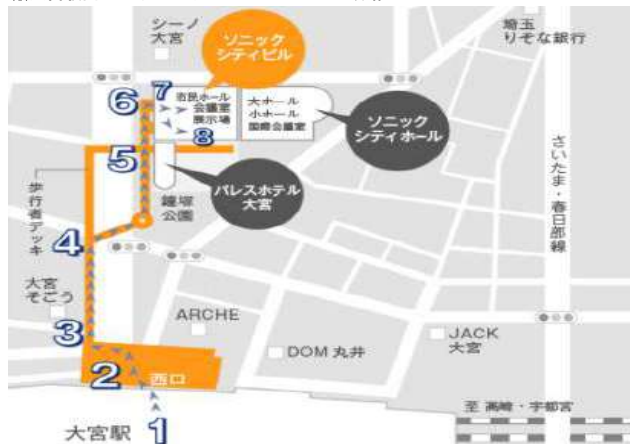 シーノ
大宮
ソニック
シティビル
埼玉
りそな銀行
7
6
市民ホール
会議室
展示場
8
大ホール
小ホール
国際会議室
ソニック
シティホール
5
パレスホテル
大宮
鐘塚
公園
歩行者デッキ
さいたま・春日部線
4
大宮
そごう
3
ARCHE
DOM 丸井
JACK
大宮
2
西口
至 高崎・宇都宮
大宮駅
1